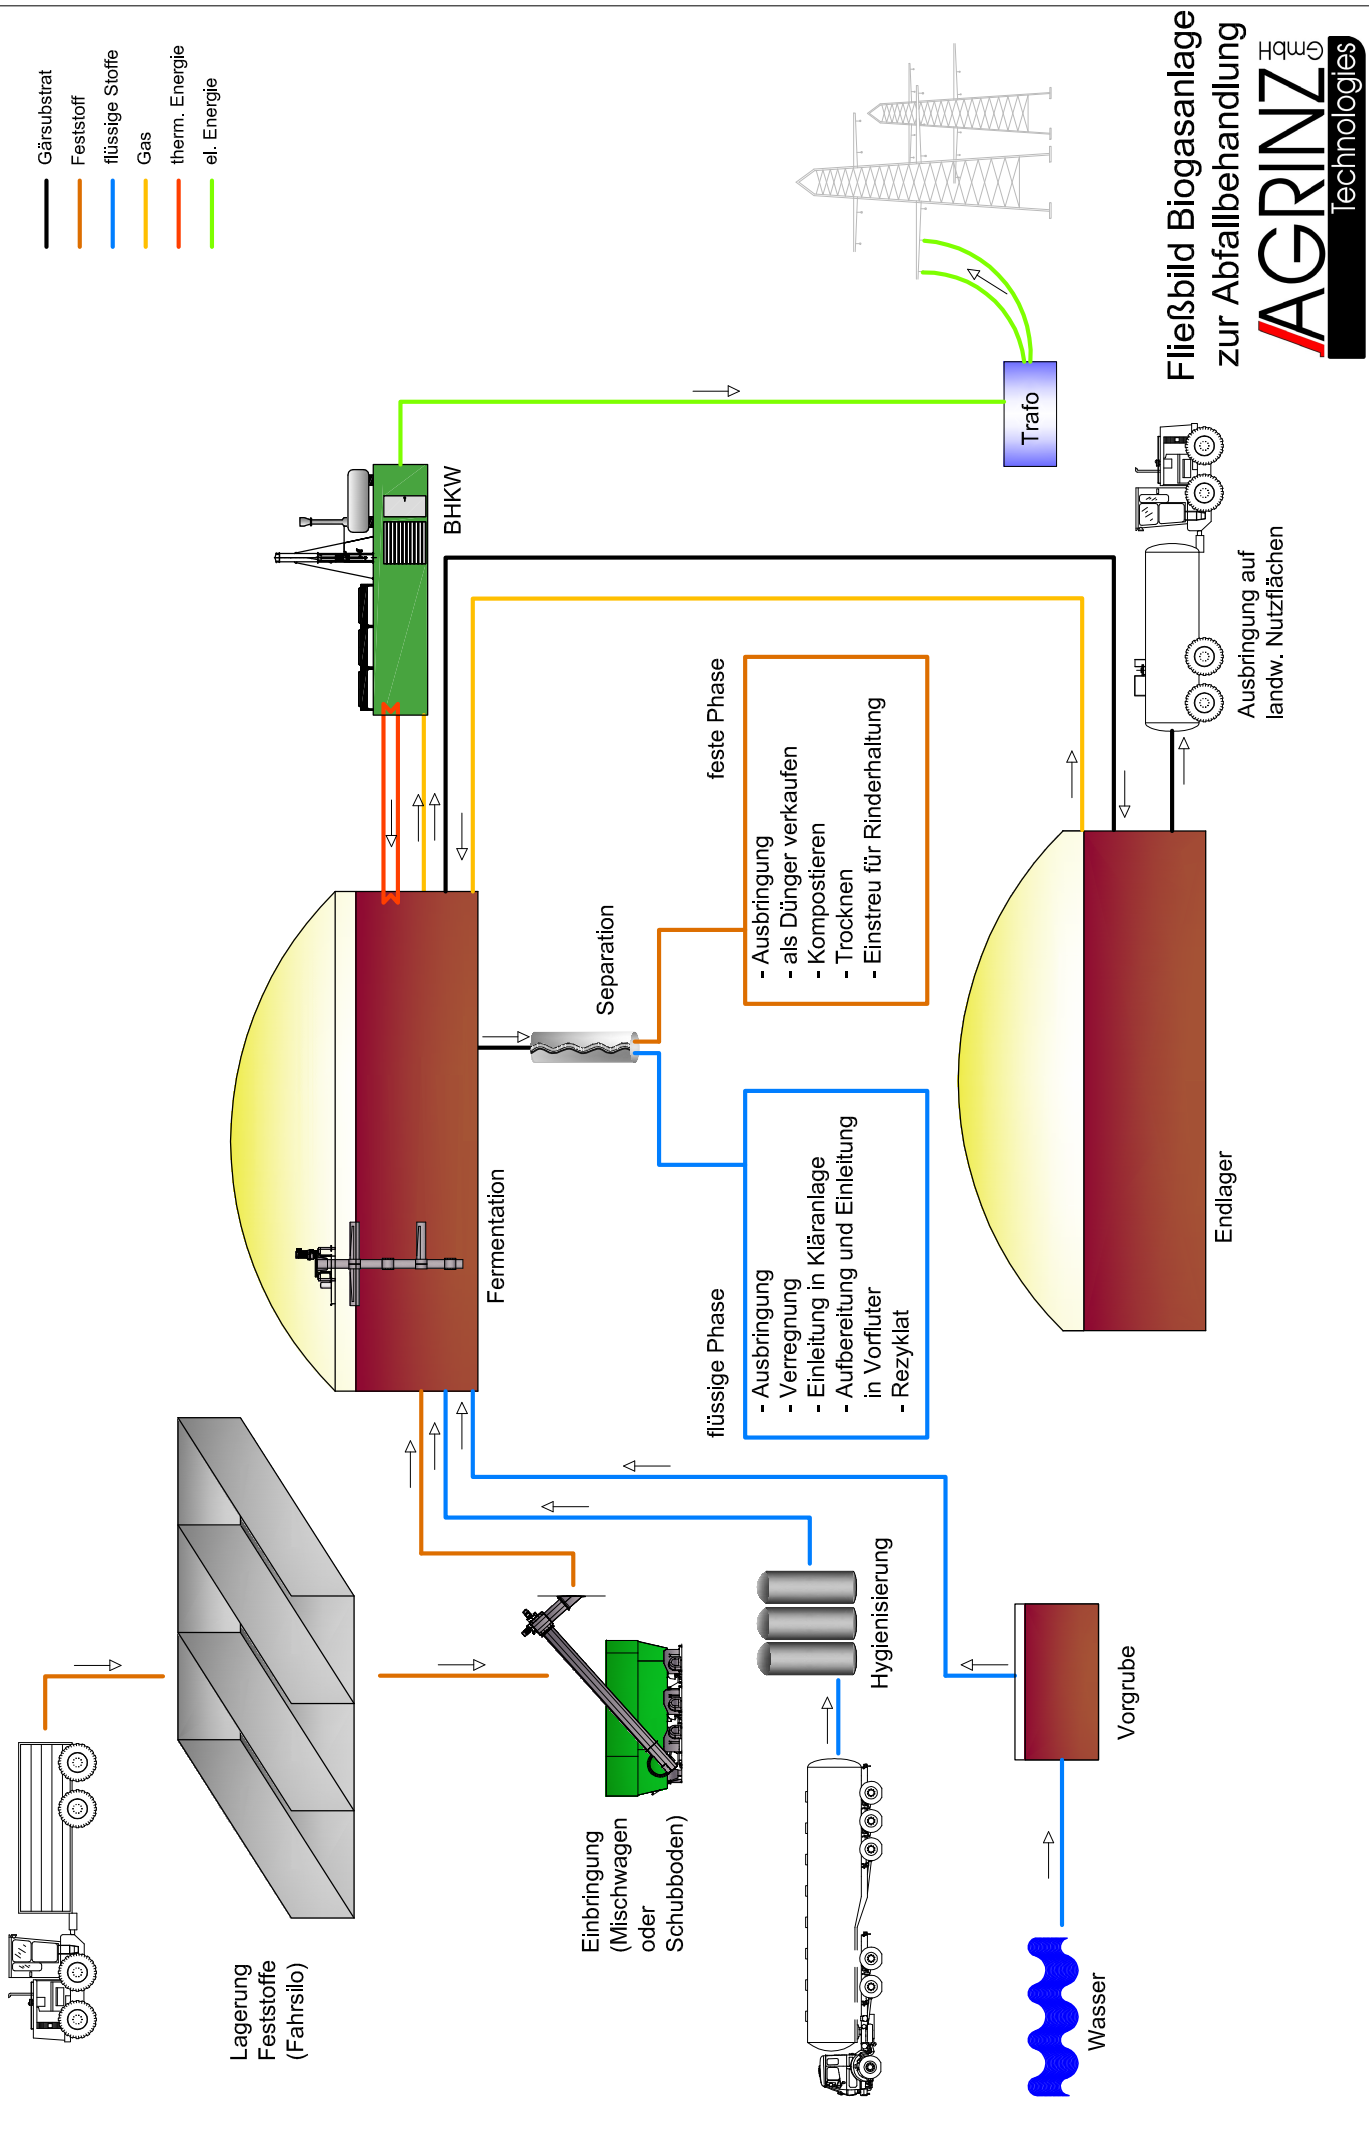 Gärsubstrat
Feststoff
flüssige Stoffe
Gas
therm. Energie
el. Energie
Lagerung
Feststoffe
(Fahrsilo)
Einbringung
(Mischwagen
oder
Schubboden)
Hygienisierung
Wasser
Vorgrube
Fermentation
BHKW
Separation
flüssige Phase
- Ausbringung
- Verregnung
- Einleitung in Kläranlage
- Aufbereitung und Einleitung
in Vorfluter
- Rezyklat
feste Phase
- Ausbringung
- als Dünger verkaufen
- Kompostieren
- Trocknen
- Einstreu für Rinderhaltung
Endlager
Ausbringung auf
landw. Nutzflächen
Trafo
Fließbild Biogasanlage
zur Abfallbehandlung
AGRINZ GmbH
Technologies